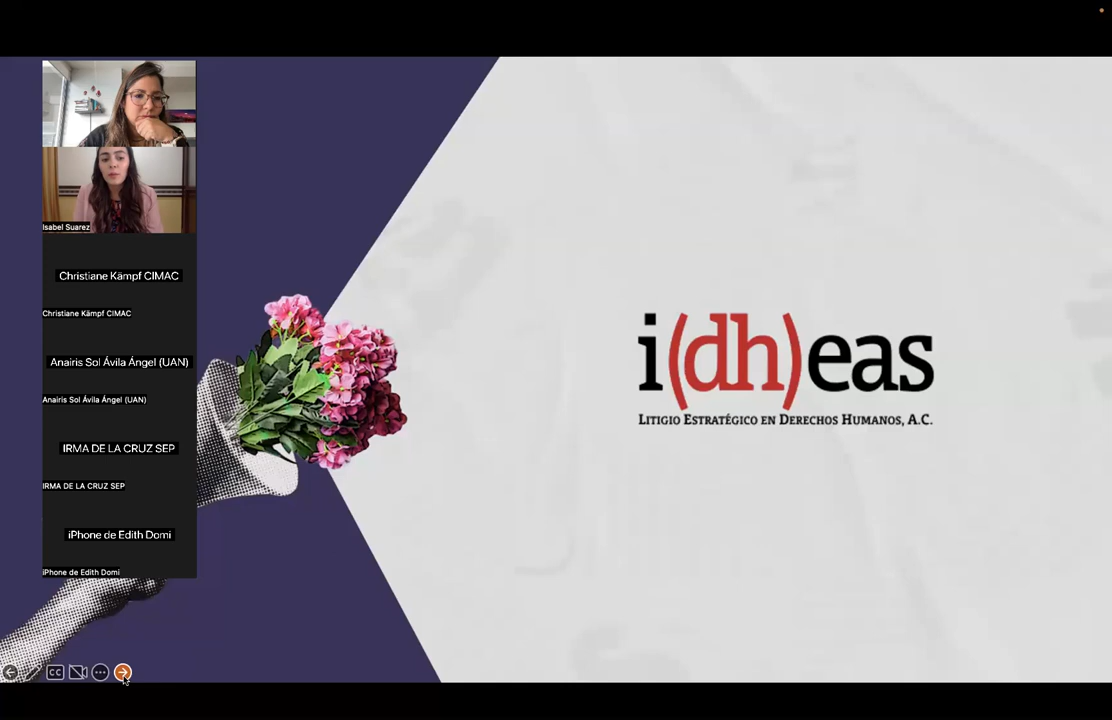 Isabel Suarez
Christiane Kämpf CIMAC
Christiane Kämpf CIMAC
Anairis Sol Ávila Ángel (UAN)
Anairis Sol Ávila Ángel (UAN)
IRMA DE LA CRUZ SEP
IRMA DE LA CRUZ SEP
iPhone de Edith Domi
iPhone de Edith Domi
CC
i(dh)eas
Litigio Estratégico en Derechos Humanos, A.C.